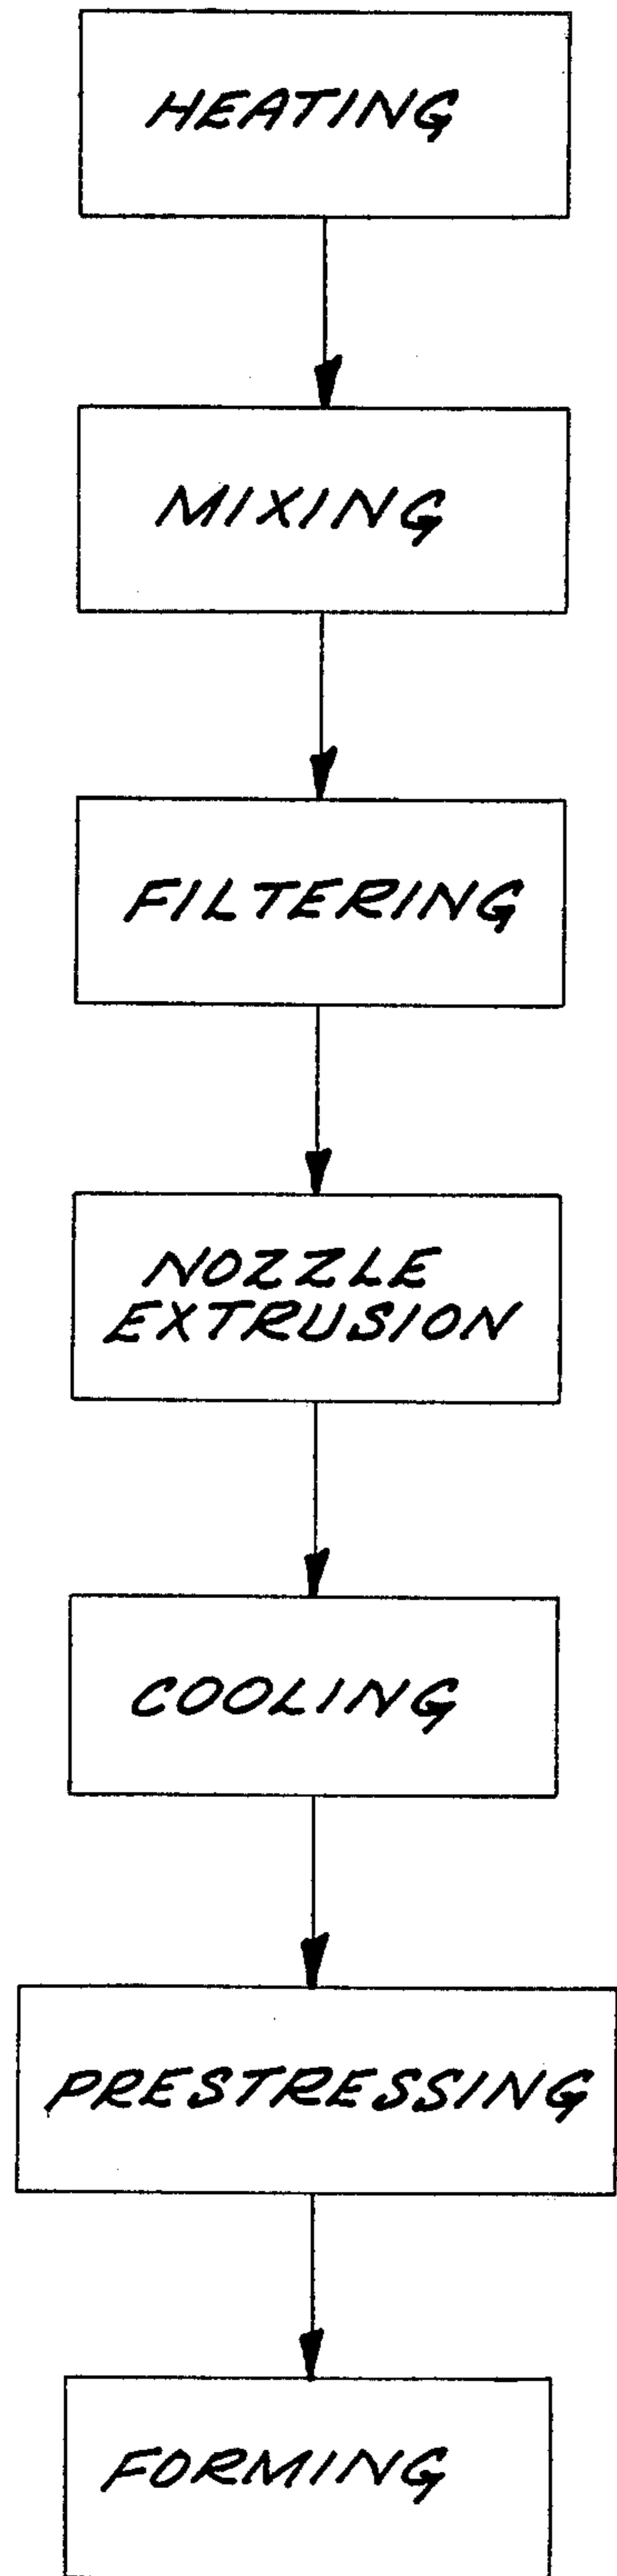 HEATING
MIXING
FILTERING
NOZZLE
EXTRUSION
COOLING
PRESTRESSING
FORMING